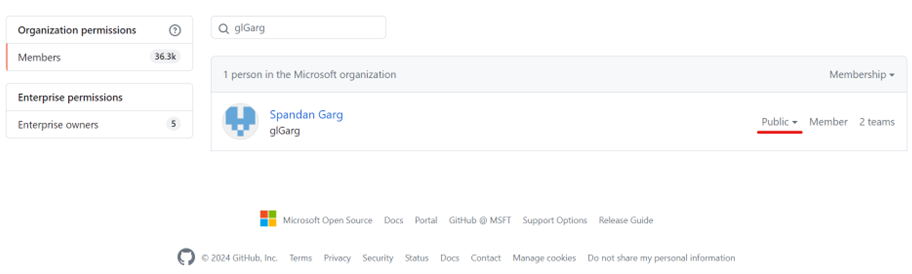 Organization permissions
Members 36.3k
Enterprise permissions
Enterprise owners 5
glGarg
1 person in the Microsoft organization Membership
Spandan Garg
glGarg
Public Member 2 teams
Microsoft Open Source Docs Portal GitHub @ MSFT Support Options Release Guide
© 2024 GitHub, Inc. Terms Privacy Security Status Docs Contact Manage cookies Do not share my personal information